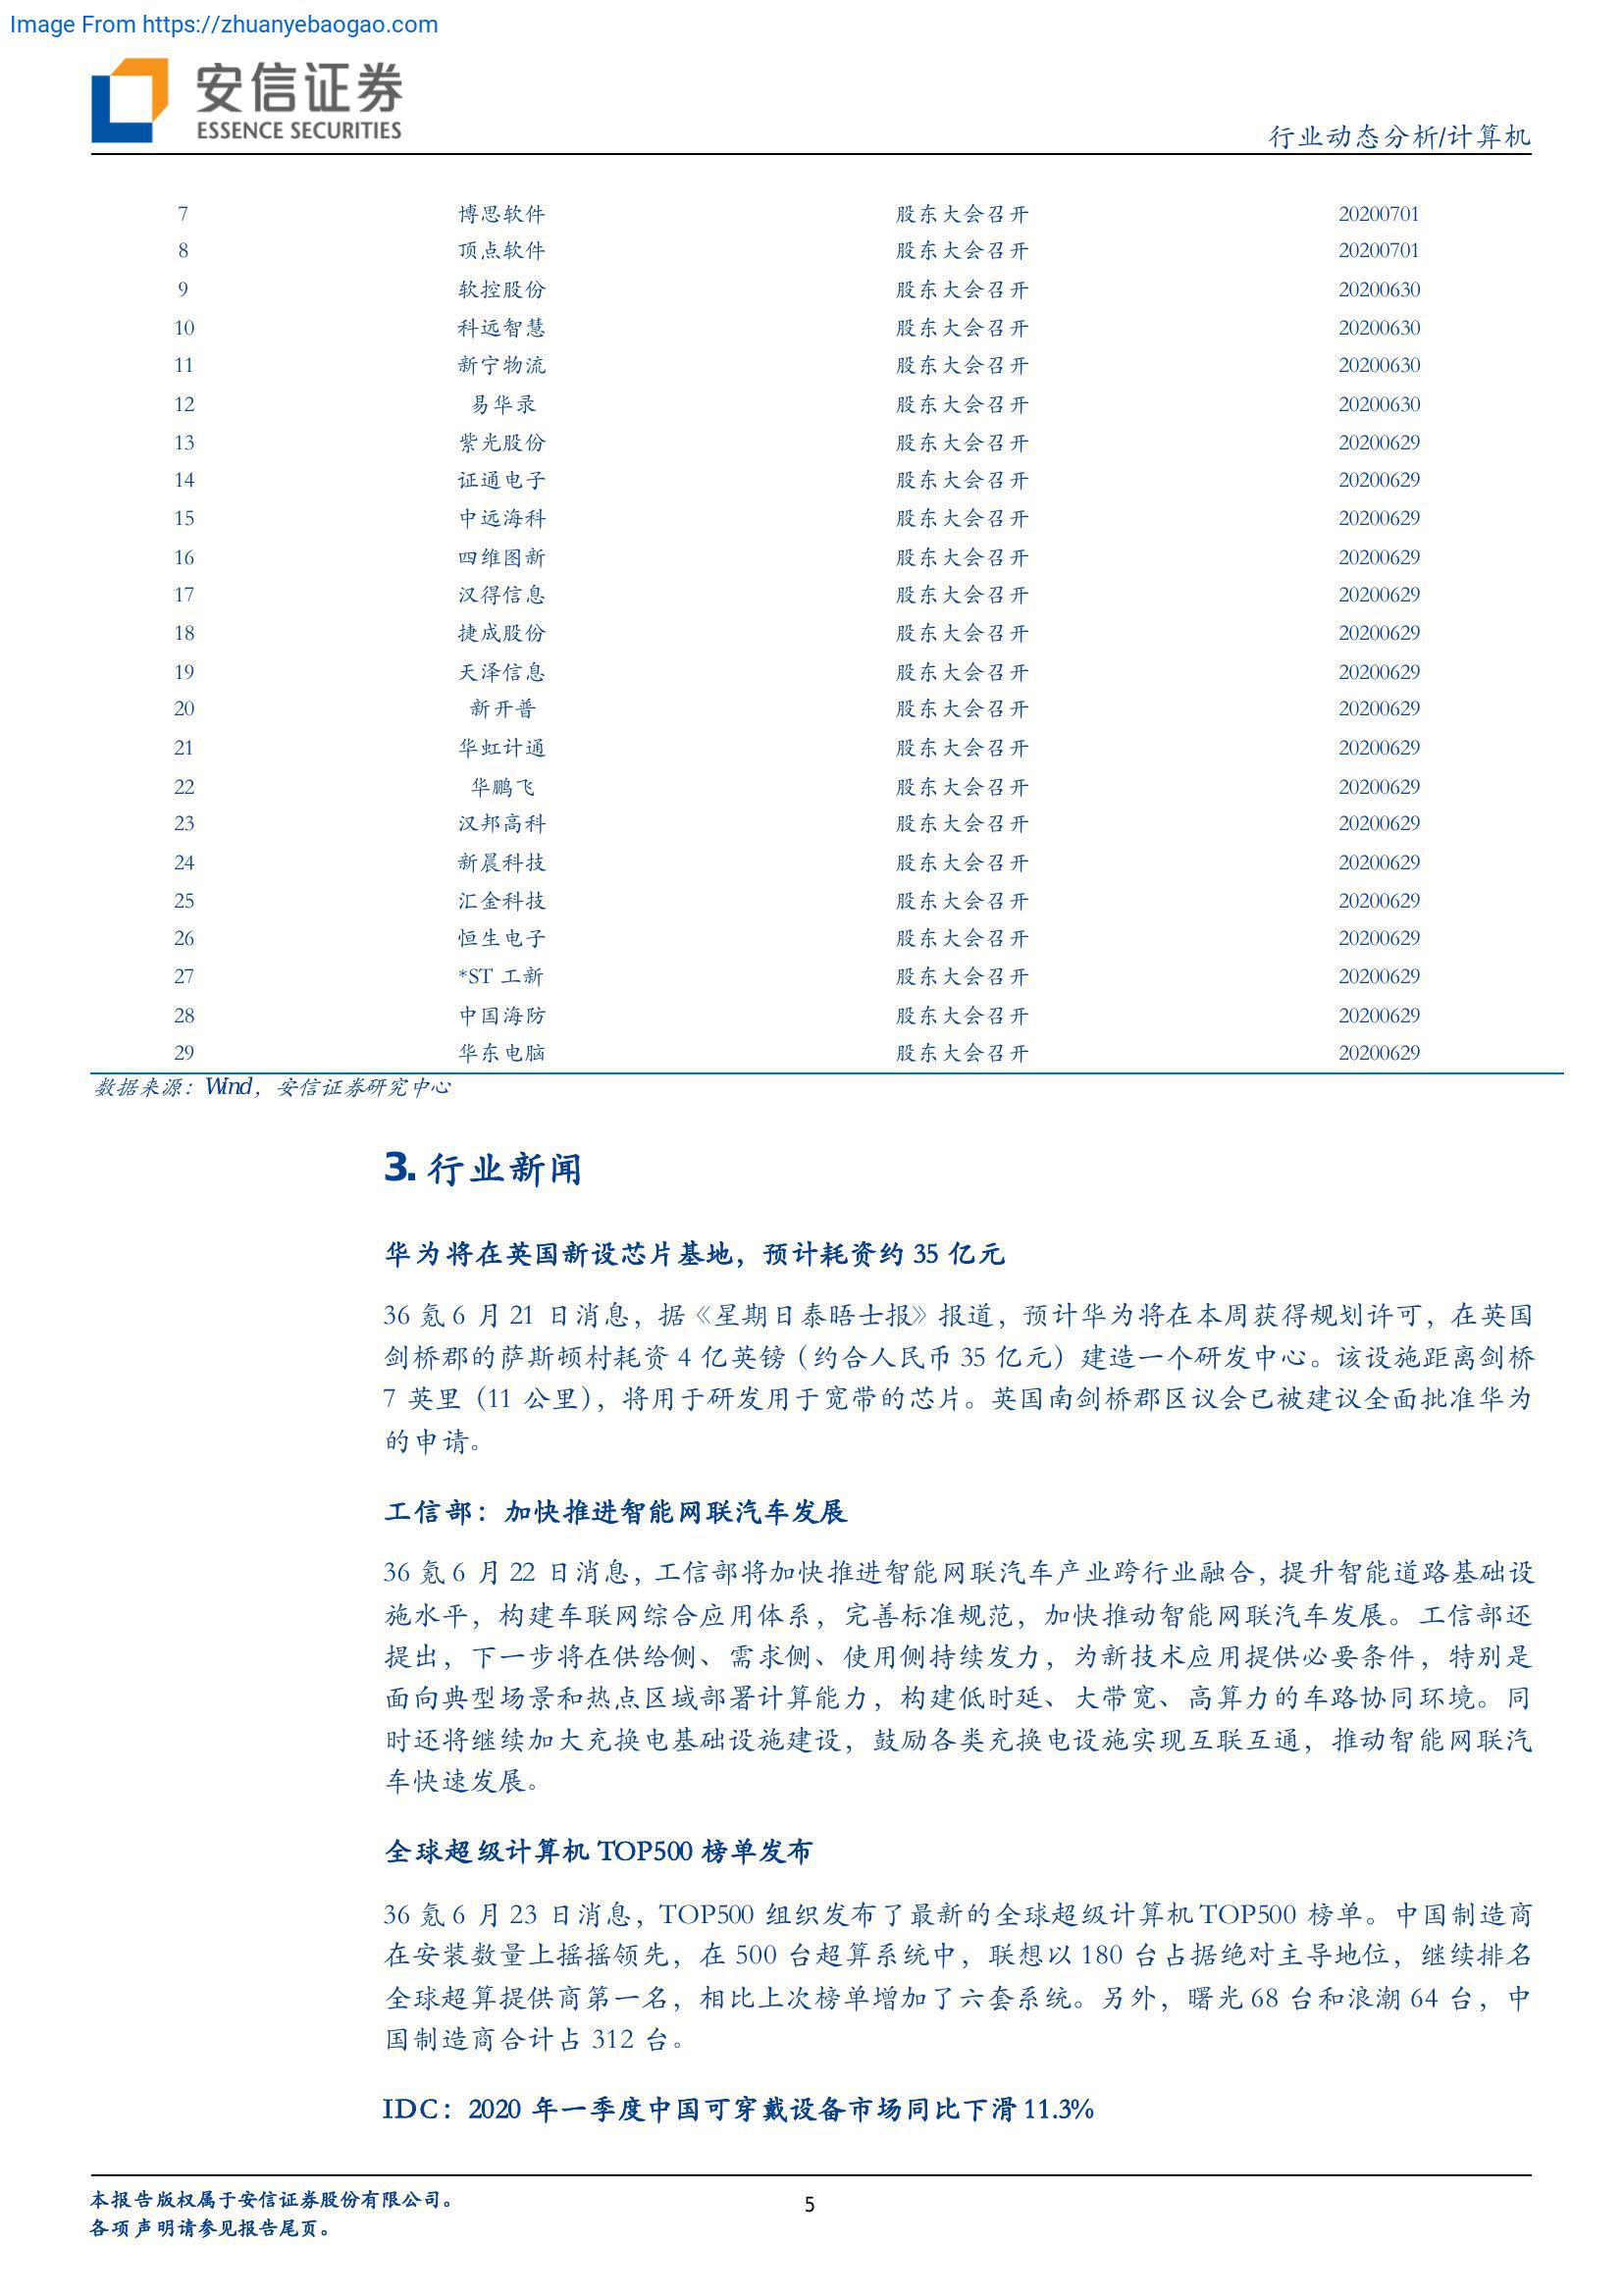 Image From https://zhuanyebaogao.com
安信证券
ESSENCE SECURITIES
行业动态分析/计算机
7 博思软件 股东大会召开 20200701
8 顶点软件 股东大会召开 20200701
9 软控股份 股东大会召开 20200630
10 科远智慧 股东大会召开 20200630
11 新宁物流 股东大会召开 20200630
12 易华录 股东大会召开 20200630
13 紫光股份 股东大会召开 20200629
14 证通电子 股东大会召开 20200629
15 中远海科 股东大会召开 20200629
16 四维图新 股东大会召开 20200629
17 汉得信息 股东大会召开 20200629
18 捷成股份 股东大会召开 20200629
19 天泽信息 股东大会召开 20200629
20 新开普 股东大会召开 20200629
21 华虹计通 股东大会召开 20200629
22 华鹏飞 股东大会召开 20200629
23 汉邦高科 股东大会召开 20200629
24 新晨科技 股东大会召开 20200629
25 汇金科技 股东大会召开 20200629
26 恒生电子 股东大会召开 20200629
27 *ST 工新 股东大会召开 20200629
28 中国海防 股东大会召开 20200629
29 华东电脑 股东大会召开 20200629
数据来源：Wind，安信证券研究中心
3. 行业新闻
华为将在英国新设芯片基地，预计耗资约 35 亿元
36 氪 6 月 21 日消息，据《星期日泰晤士报》报道，预计华为将在本周获得规划许可，在英国
剑桥郡的萨斯顿村耗资 4 亿英镑（约合人民币 35 亿元）建造一个研发中心。该设施距离剑桥
7 英里（11 公里），将用于研发用于宽带的芯片。英国南剑桥郡区议会已被建议全面批准华为
的申请。
工信部：加快推进智能网联汽车发展
36 氪 6 月 22 日消息，工信部将加快推进智能网联汽车产业跨行业融合，提升智能道路基础设
施水平，构建车联网综合应用体系，完善标准规范，加快推动智能网联汽车发展。工信部还
提出，下一步将在供给侧、需求侧、使用侧持续发力，为新技术应用提供必要条件，特别是
面向典型场景和热点区域部署计算能力，构建低时延、大带宽、高算力的车路协同环境。同
时还将继续加大充换电基础设施建设，鼓励各类充换电设施实现互联互通，推动智能网联汽
车快速发展。
全球超级计算机 TOP500 榜单发布
36 氪 6 月 23 日消息，TOP500 组织发布了最新的全球超级计算机 TOP500 榜单。中国制造商
在安装数量上摇摇领先，在 500 台超算系统中，联想以 180 台占据绝对主导地位，继续排名
全球超算提供商第一名，相比上次榜单增加了六套系统。另外，曙光 68 台和浪潮 64 台，中
国制造商合计占 312 台。
IDC：2020 年一季度中国可穿戴设备市场同比下滑 11.3%
本报告版权属于安信证券股份有限公司。
各项声明请参见报告尾页。
5